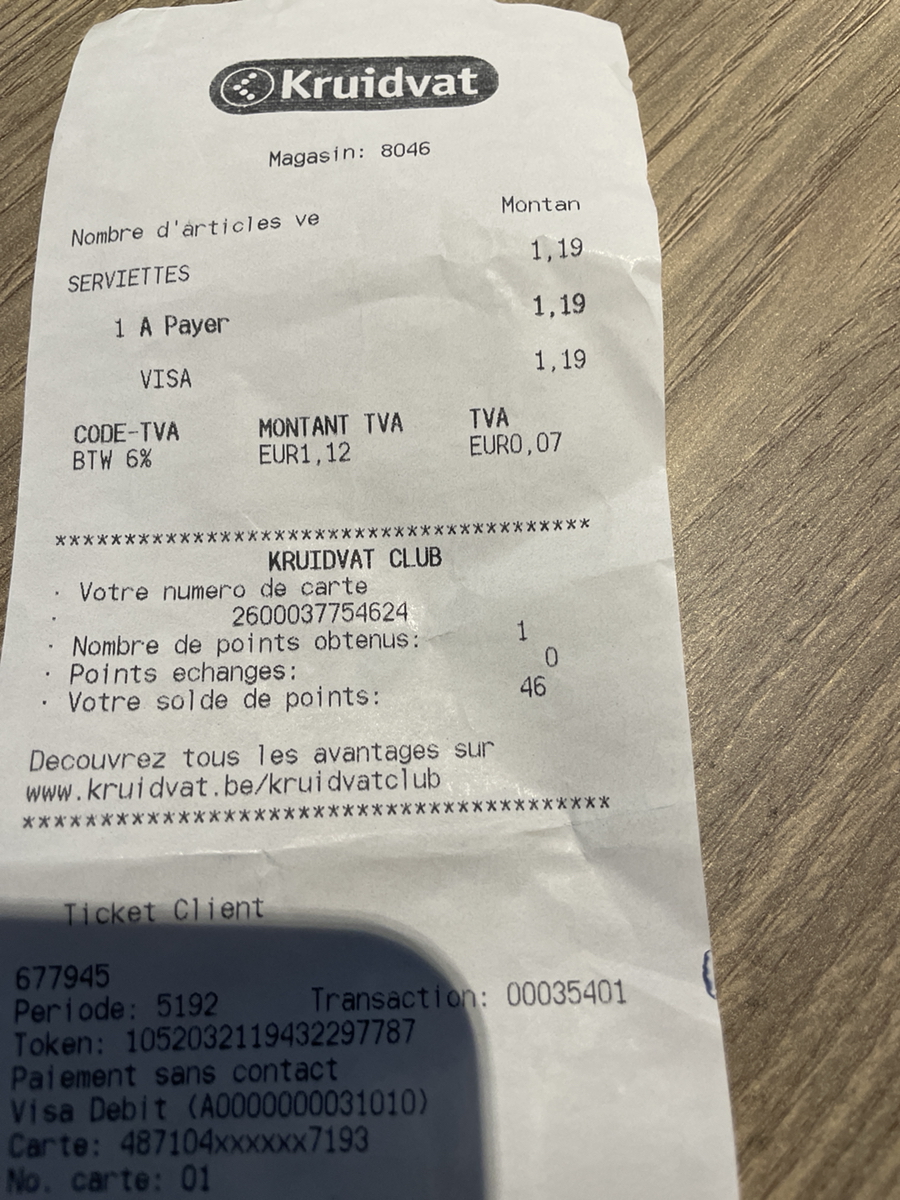 Kruidvat
Magasin: 8046
Nombre d'articles ve Montan
SERVIETTES 1,19
1 A Payer 1,19
VISA 1,19
CODE-TVA MONTANT TVA TVA
BTW 6% EUR1,12 EUR0,07
****************************************
KRUIDVAT CLUB
· Votre numero de carte
· 2600037754624
· Nombre de points obtenus: 1
· Points echanges: 0
· Votre solde de points: 46
Decouvrez tous les avantages sur
www.kruidvat.be/kruidvatclub
****************************************
Ticket Client
677945
Periode: 5192 Transaction: 00035401
Token: 1052032119432297787
Paiement sans contact
Visa Debit (A0000000031010)
Carte: 487104xxxxxx7193
No. carte: 01